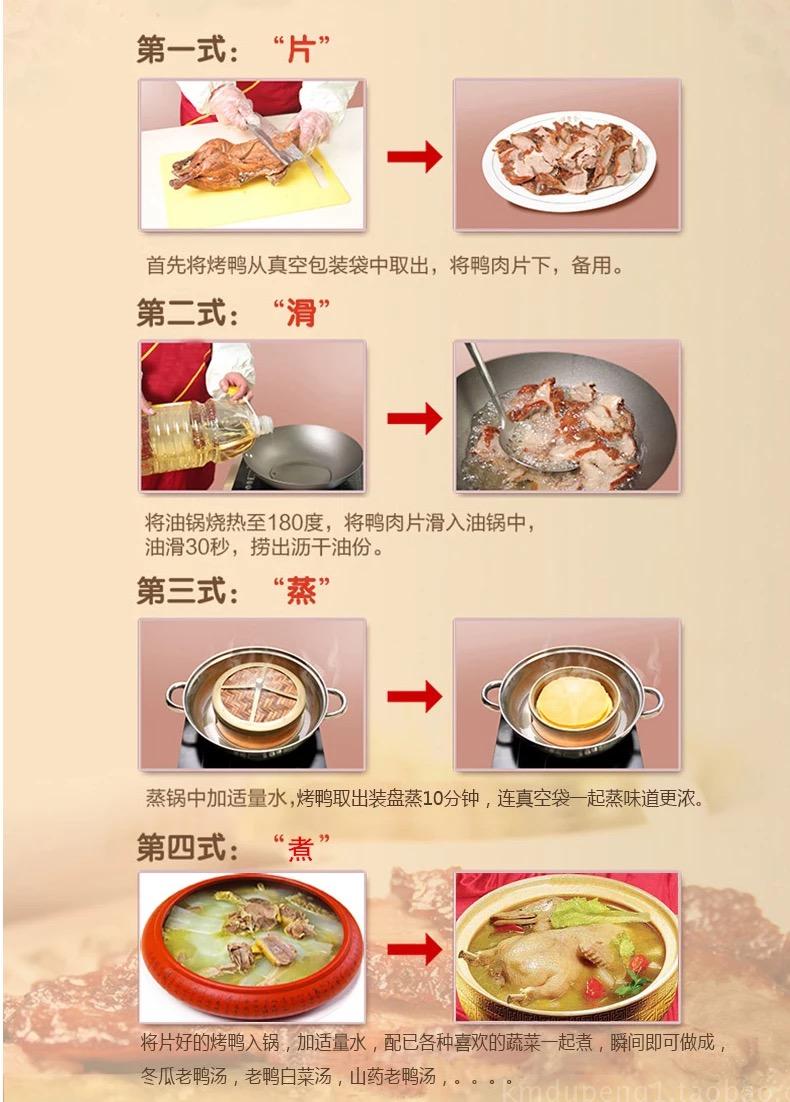 第一式：“片”
首先将烤鸭从真空包装袋中取出，将鸭肉片下，备用。
第二式：“滑”
将油锅烧热至180度，将鸭肉片滑入油锅中，
油滑30秒，捞出沥干油份。
第三式：“蒸”
蒸锅中加适量水，烤鸭取出装盘蒸10分钟，连真空袋一起蒸味道更浓。
第四式：“煮”
将片好的烤鸭入锅，加适量水，配已各种喜欢的蔬菜一起煮，瞬间即可做成，
冬瓜老鸭汤，老鸭白菜汤，山药老鸭汤，。。。。